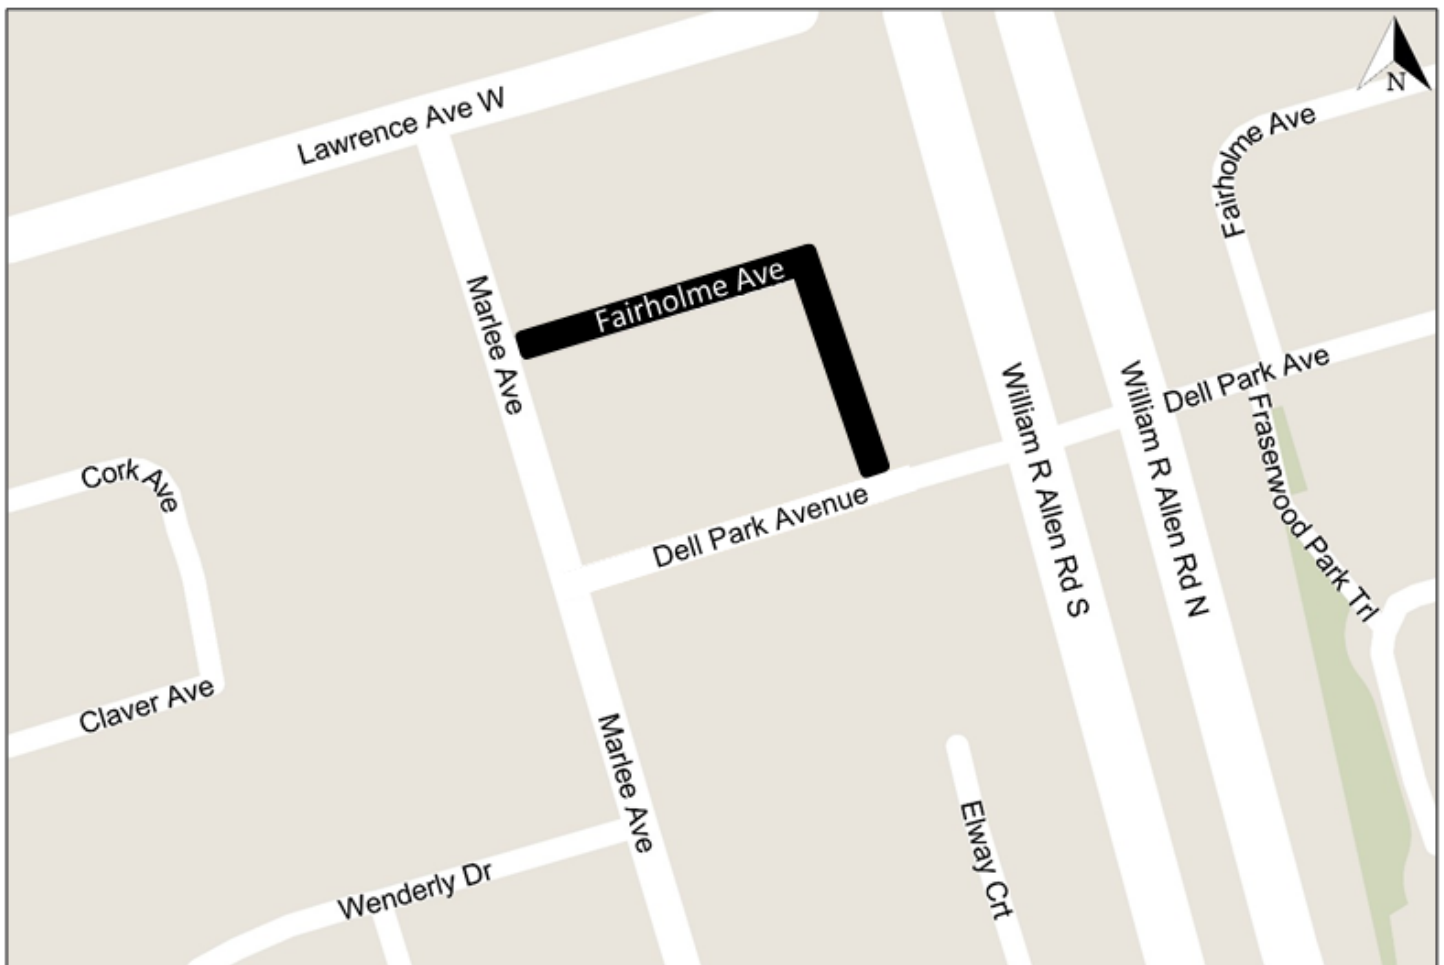 N
Lawrence Ave W
Fairholme Ave
Fairholme Ave
Marlee Ave
William R Allen Rd S
William R Allen Rd N
Dell Park Ave
Cork Ave
Dell Park Avenue
Fraserwood Park Trl
Claver Ave
Marlee Ave
Elway Crt
Wenderly Dr